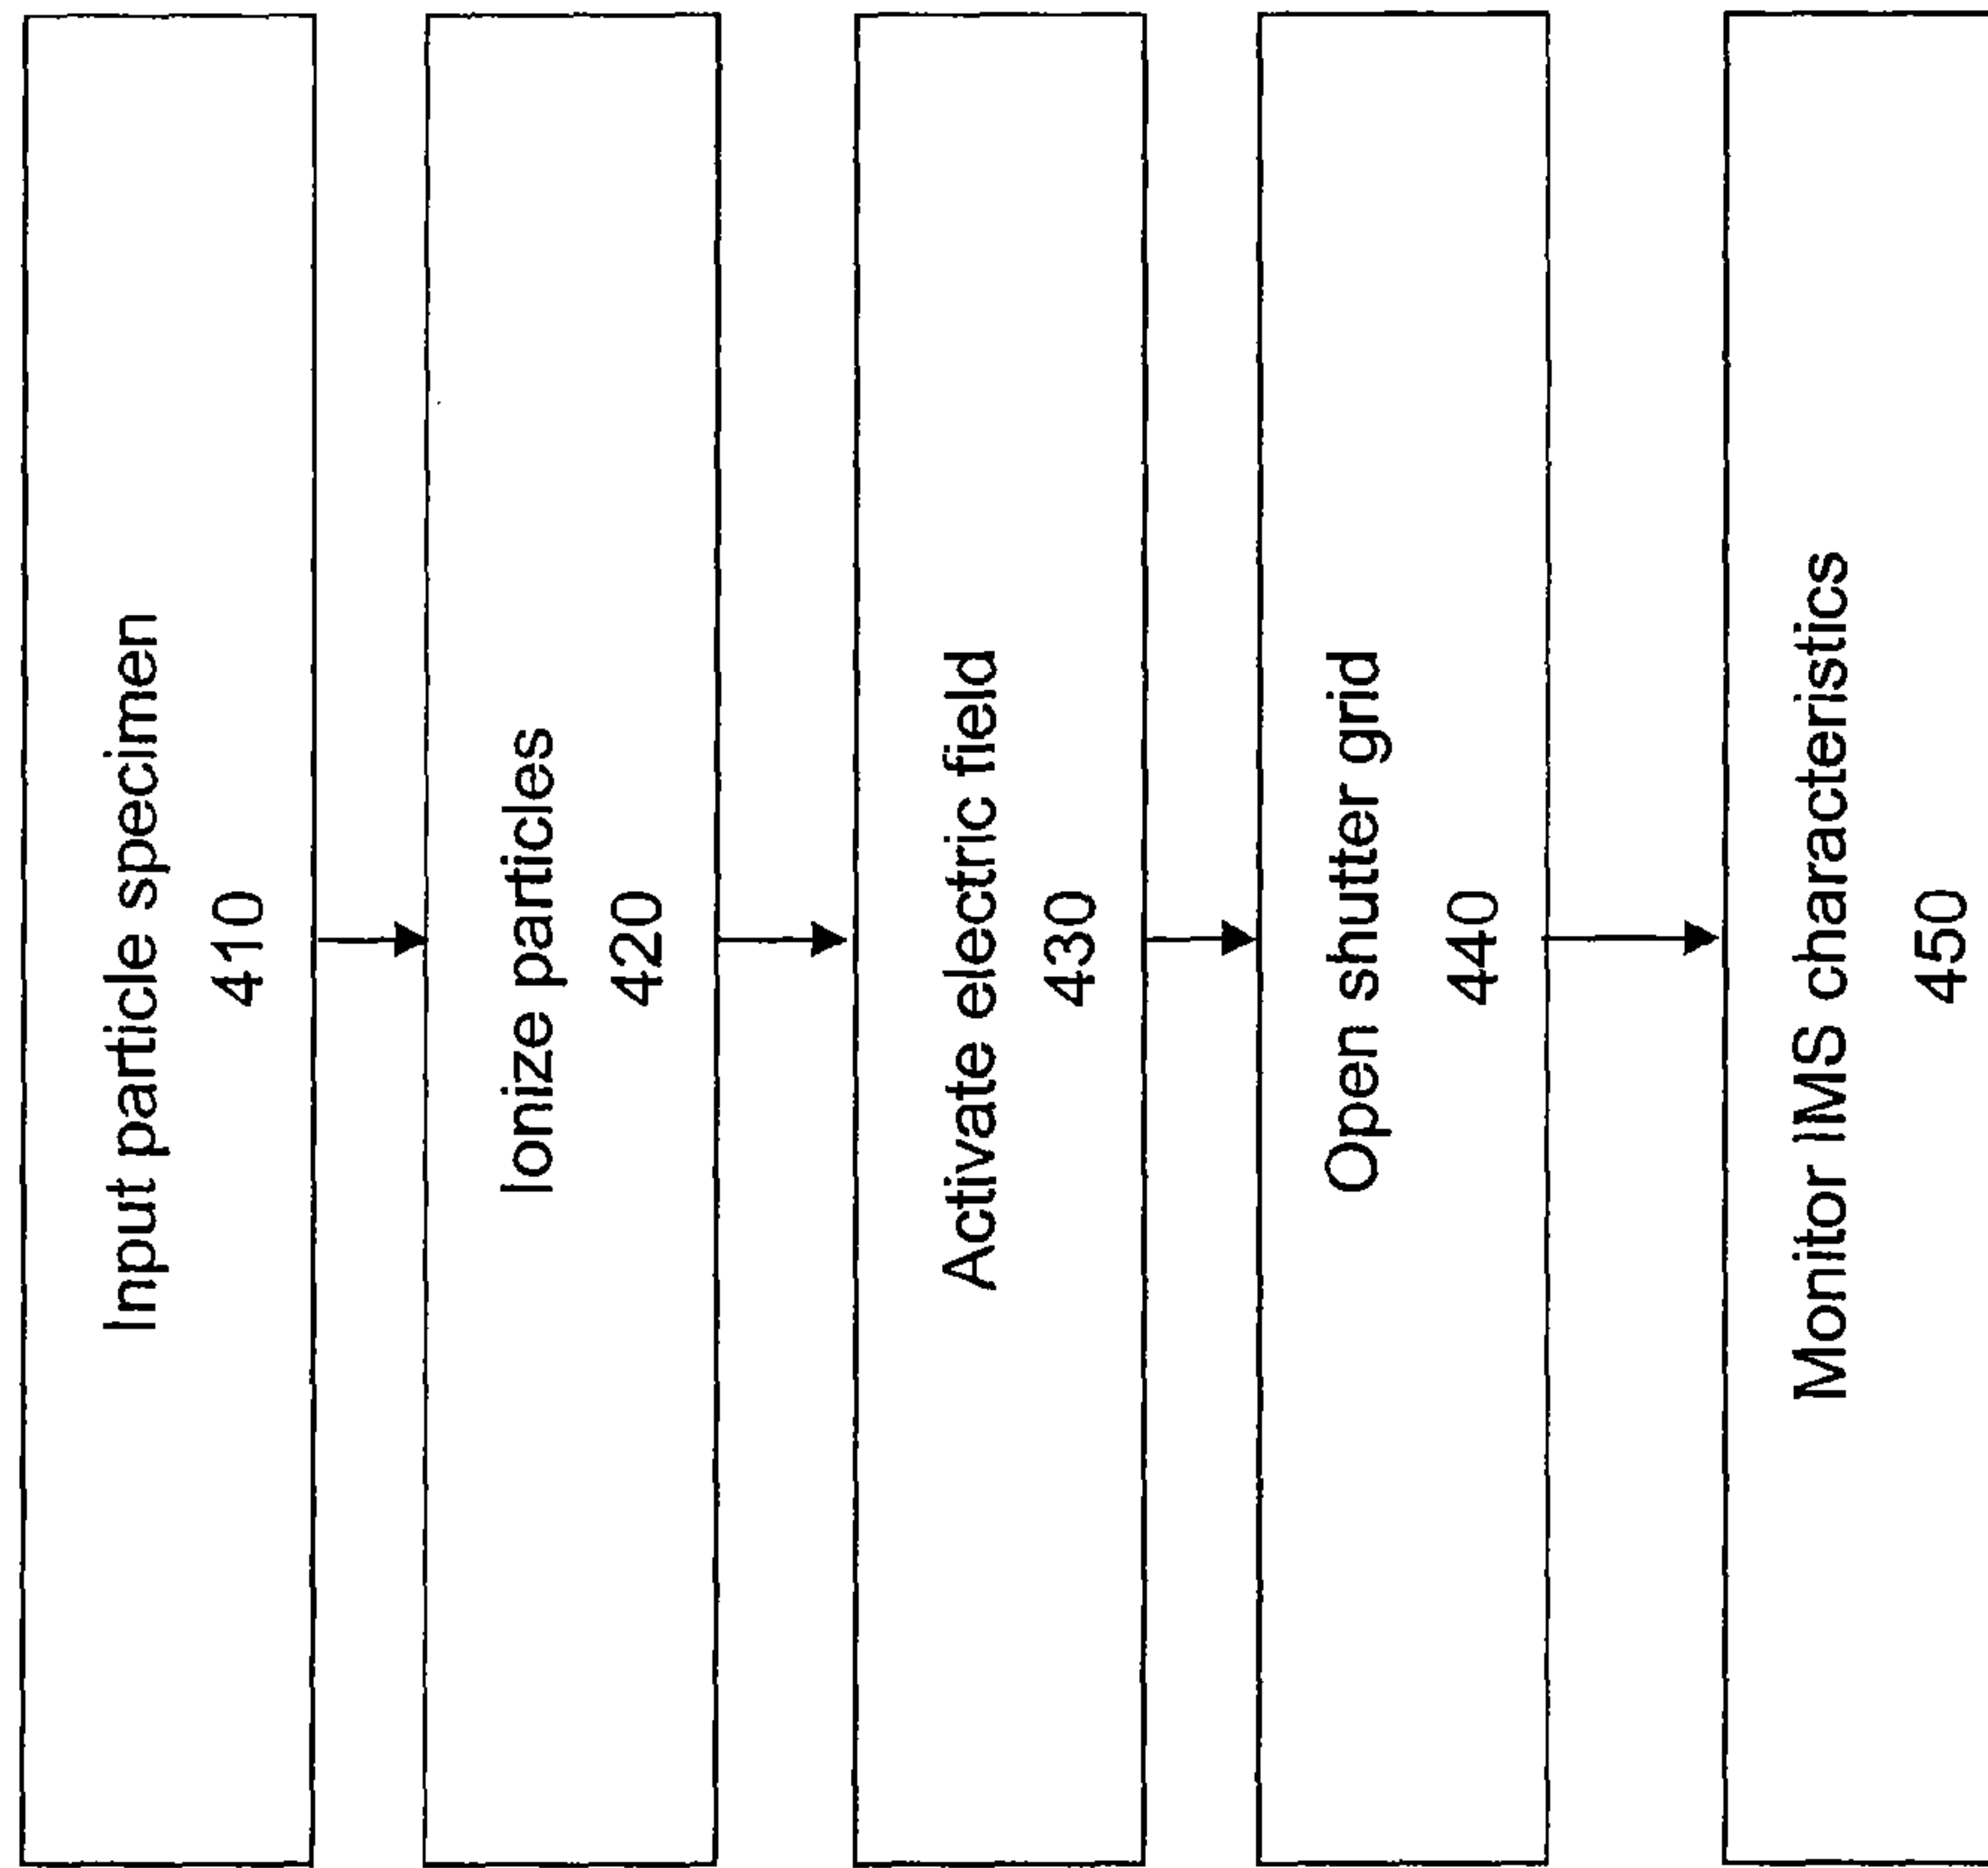 Input particle specimen
410
Ionize particles
420
Activate electric field
430
Open shutter grid
440
Monitor IMS characteristics
450